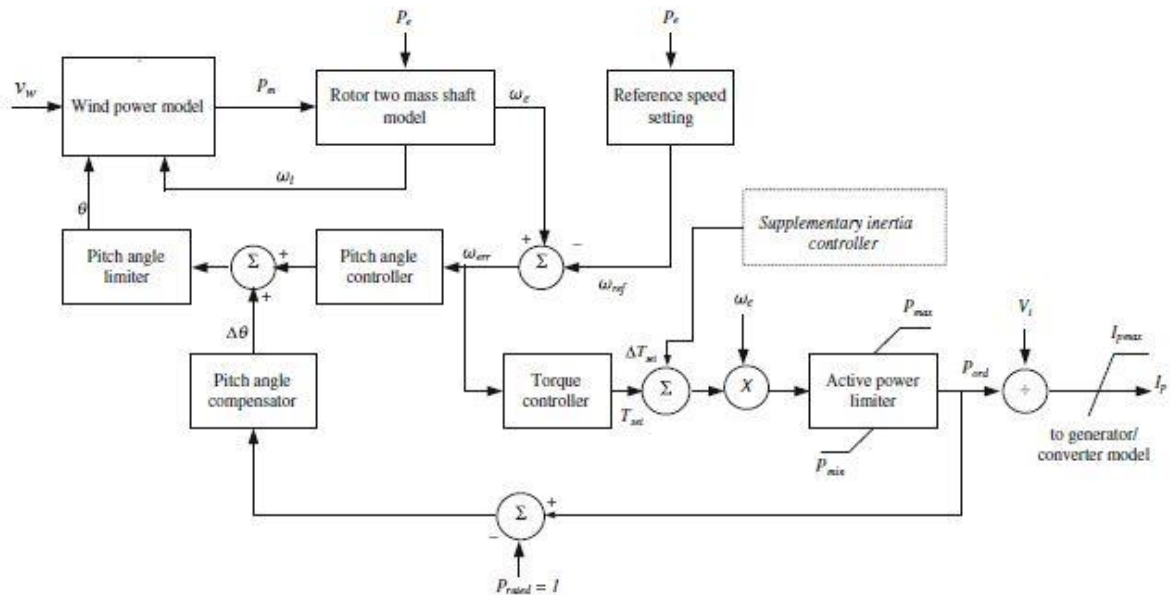 P_e
P_e
v_w
Wind power model
P_m
Rotor two mass shaft
model
ω_e
Reference speed
setting
ω_l
θ
Supplementary inertia
controller
Pitch angle
limiter
Σ
+
+
Pitch angle
controller
ω_err
+
Σ
−
ω_ref
Δθ
ω_e
P_max
V_t
I_pmax
Pitch angle
compensator
Torque
controller
ΔT_set
T_set
Σ
X
Active power
limiter
P_ord
÷
I_p
P_min
to generator/
converter model
Σ
+
−
P_rated = 1